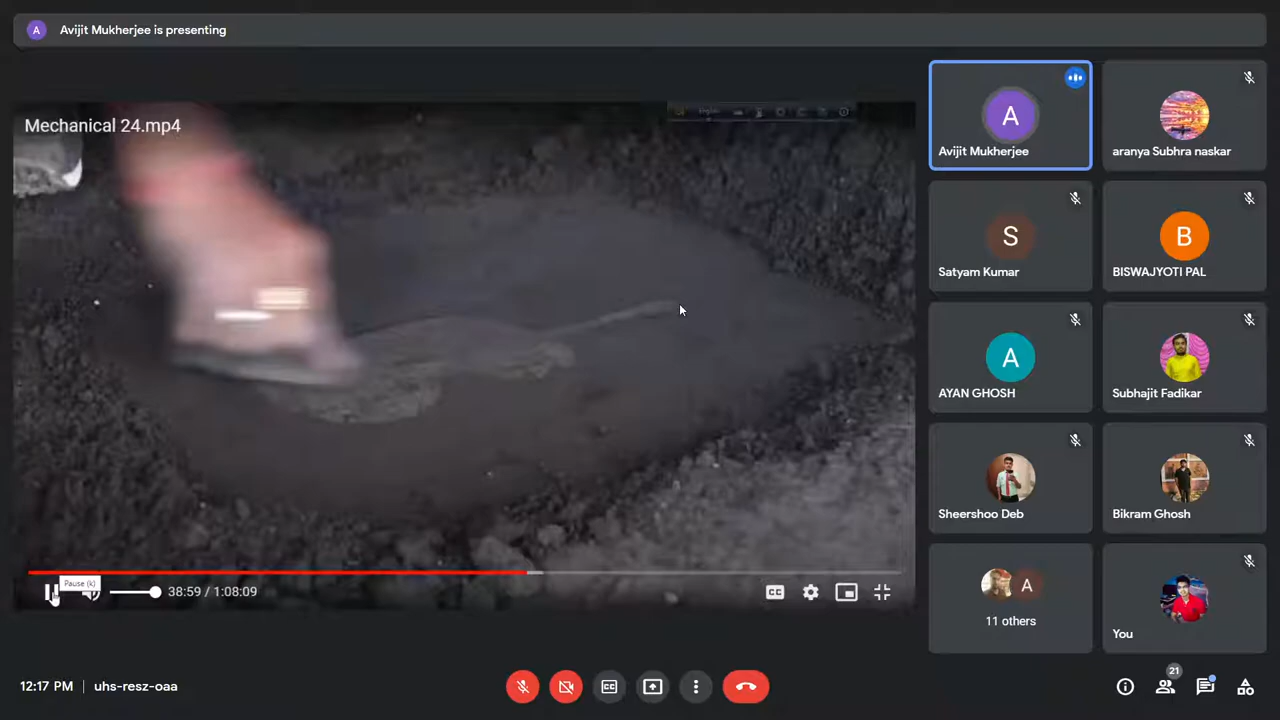 A
Avijit Mukherjee is presenting
Mechanical 24.mp4
Pause (k)
38:59 / 1:08:09
CC
A
Avijit Mukherjee
aranya Subhra naskar
S
Satyam Kumar
B
BISWAJYOTI PAL
A
AYAN GHOSH
Subhajit Fadikar
Sheershoo Deb
Bikram Ghosh
A
11 others
You
12:17 PM
uhs-resz-oaa
CC
21